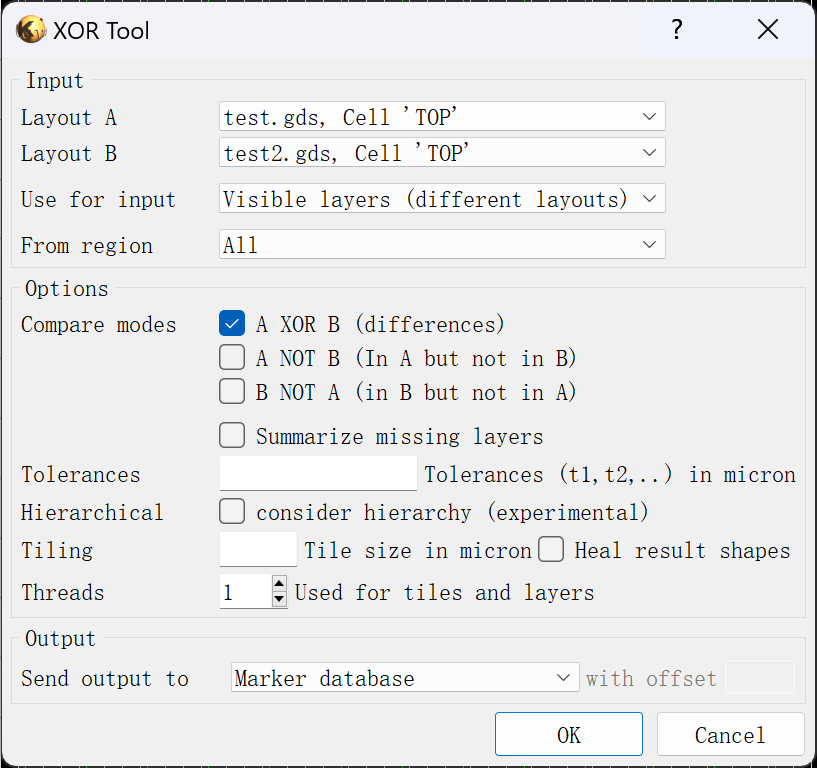 XOR Tool ?
Input
Layout A test.gds, Cell 'TOP'
Layout B test2.gds, Cell 'TOP'
Use for input Visible layers (different layouts)
From region All
Options
Compare modes A XOR B (differences)
A NOT B (In A but not in B)
B NOT A (in B but not in A)
Summarize missing layers
Tolerances Tolerances (t1,t2,..) in micron
Hierarchical consider hierarchy (experimental)
Tiling Tile size in micron Heal result shapes
Threads 1 Used for tiles and layers
Output
Send output to Marker database with offset
OK Cancel